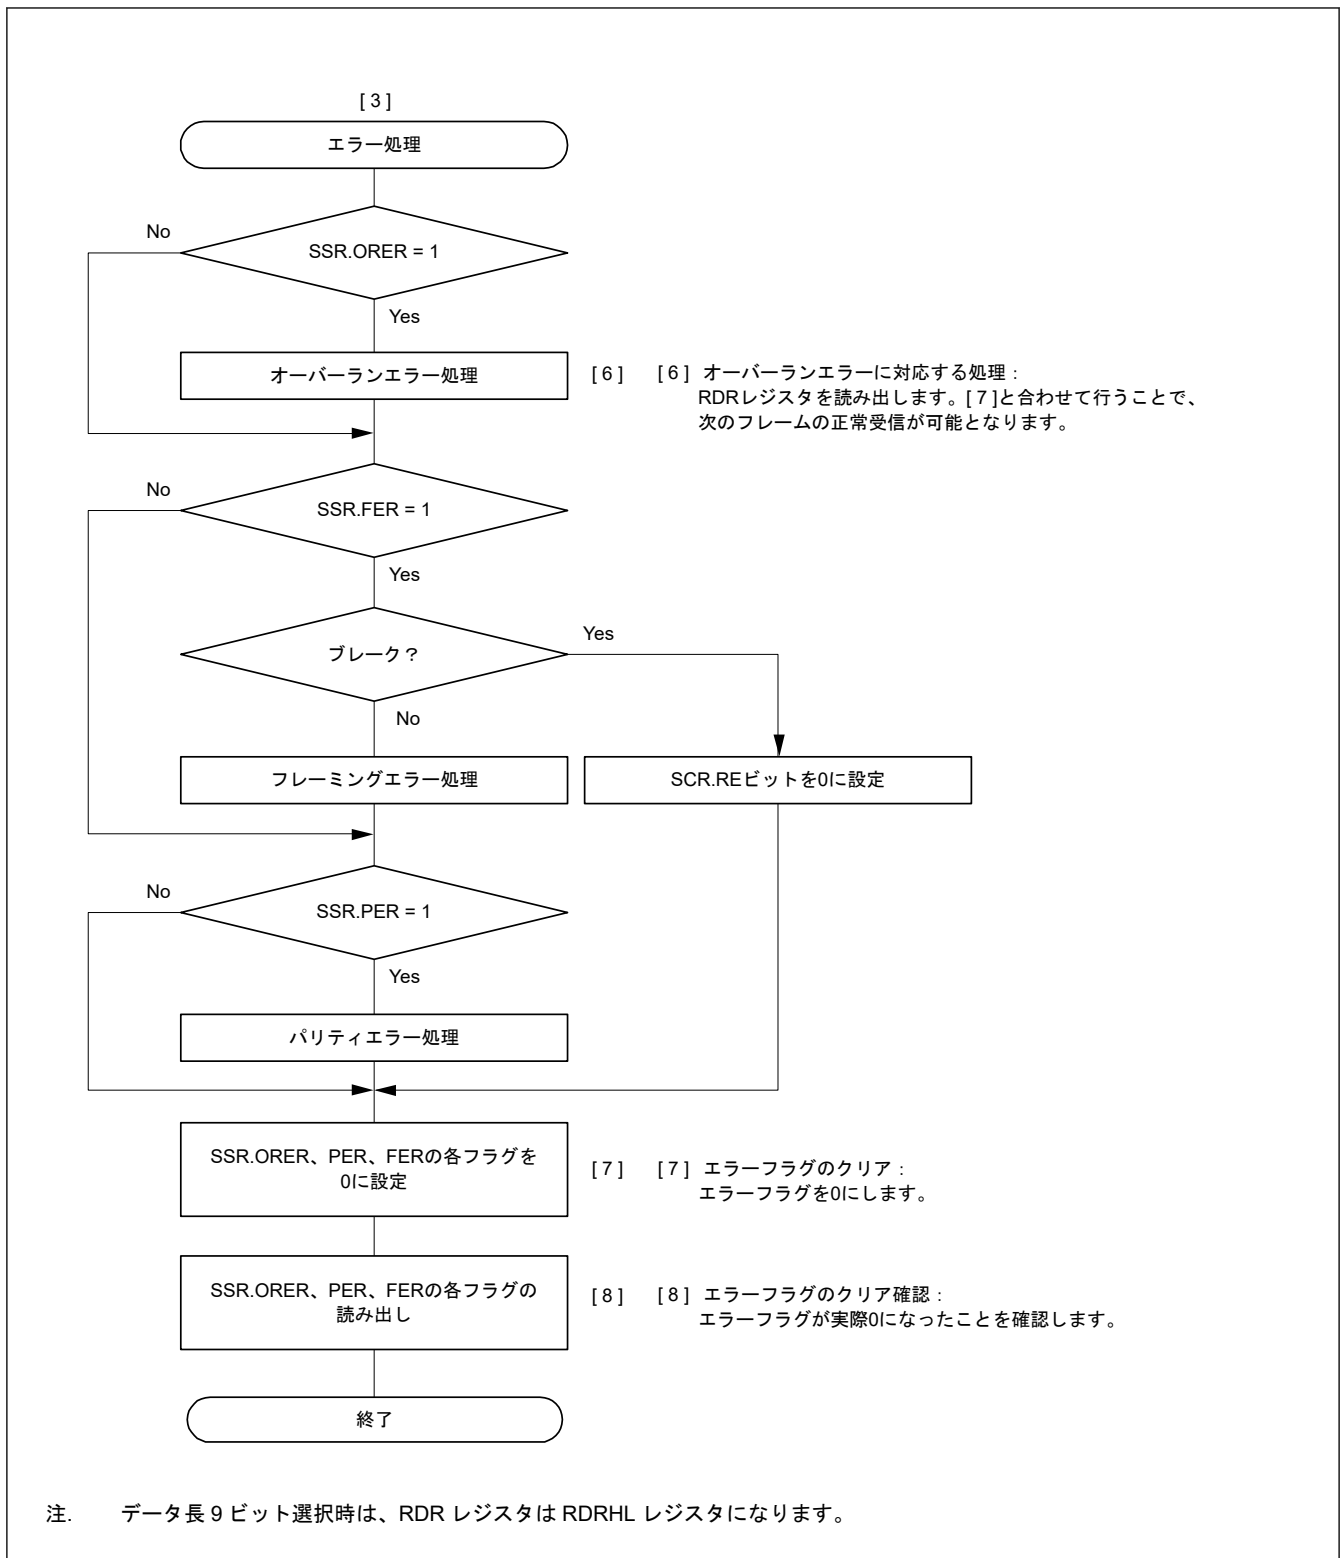 [ 3 ]
エラー処理
No
SSR.ORER = 1
Yes
オーバーランエラー処理
[ 6 ]
[ 6 ] オーバーランエラーに対応する処理：
RDRレジスタを読み出します。[ 7 ]と合わせて行うことで、
次のフレームの正常受信が可能となります。
No
SSR.FER = 1
Yes
ブレーク？
Yes
No
フレーミングエラー処理
SCR.REビットを0に設定
No
SSR.PER = 1
Yes
パリティエラー処理
SSR.ORER、PER、FERの各フラグを
0に設定
[ 7 ]
[ 7 ] エラーフラグのクリア：
エラーフラグを0にします。
SSR.ORER、PER、FERの各フラグの
読み出し
[ 8 ]
[ 8 ] エラーフラグのクリア確認：
エラーフラグが実際0になったことを確認します。
終了
注. データ長 9 ビット選択時は、RDR レジスタは RDRHL レジスタになります。